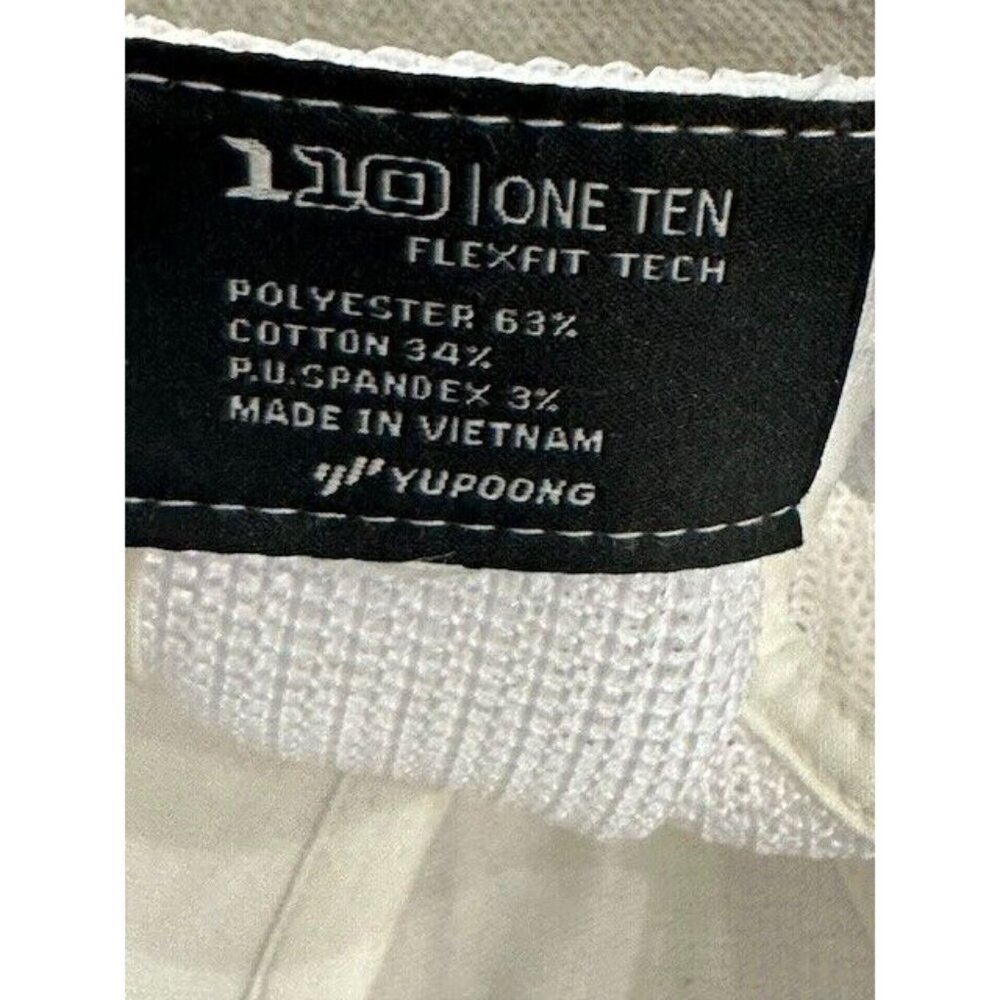 110 | ONE TEN
FLEXFIT TECH
POLYESTER 63%
COTTON 34%
P.U.SPANDEX 3%
MADE IN VIETNAM
YUPOONG